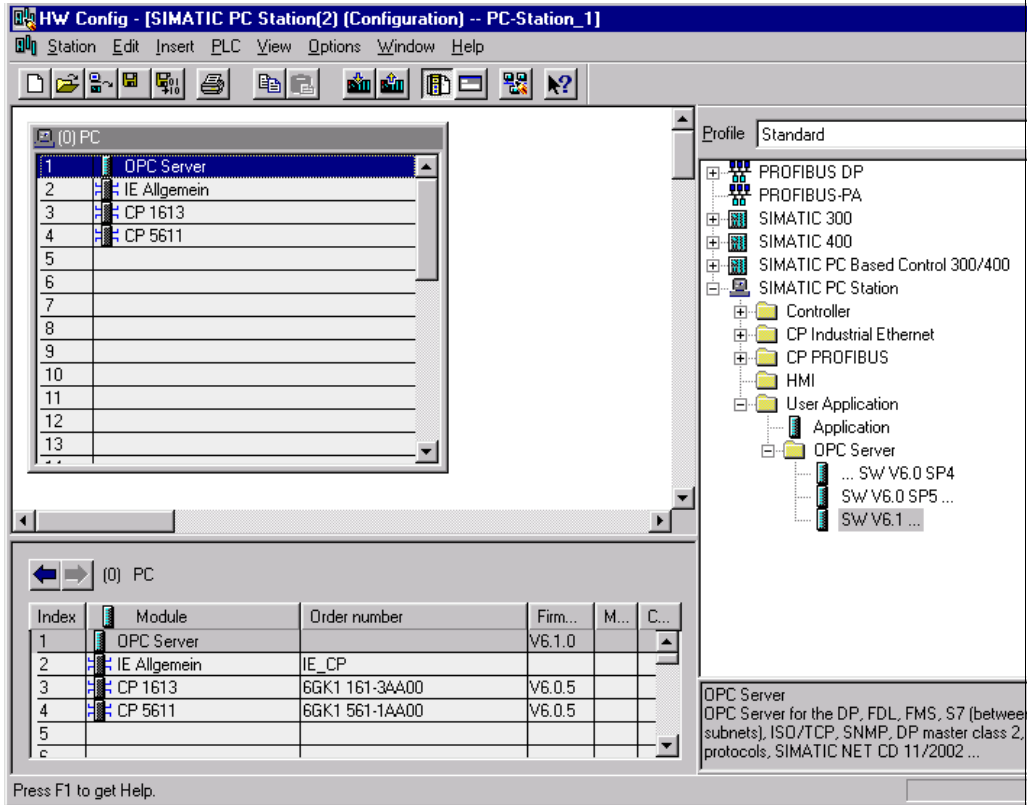 HW Config - [SIMATIC PC Station(2) (Configuration) -- PC-Station_1]
Station Edit Insert PLC View Options Window Help
(0) PC
1 OPC Server
2 IE Allgemein
3 CP 1613
4 CP 5611
5
6
7
8
9
10
11
12
13
Profile Standard
PROFIBUS DP
PROFIBUS-PA
SIMATIC 300
SIMATIC 400
SIMATIC PC Based Control 300/400
SIMATIC PC Station
Controller
CP Industrial Ethernet
CP PROFIBUS
HMI
User Application
Application
OPC Server
... SW V6.0 SP4
SW V6.0 SP5 ...
SW V6.1 ...
(0) PC
Index Module Order number Firm... M... C...
1 OPC Server V6.1.0
2 IE Allgemein IE_CP
3 CP 1613 6GK1 161-3AA00 V6.0.5
4 CP 5611 6GK1 561-1AA00 V6.0.5
5
OPC Server
OPC Server for the DP, FDL, FMS, S7 (between
subnets), ISO/TCP, SNMP, DP master class 2,
protocols, SIMATIC NET CD 11/2002 ...
Press F1 to get Help.